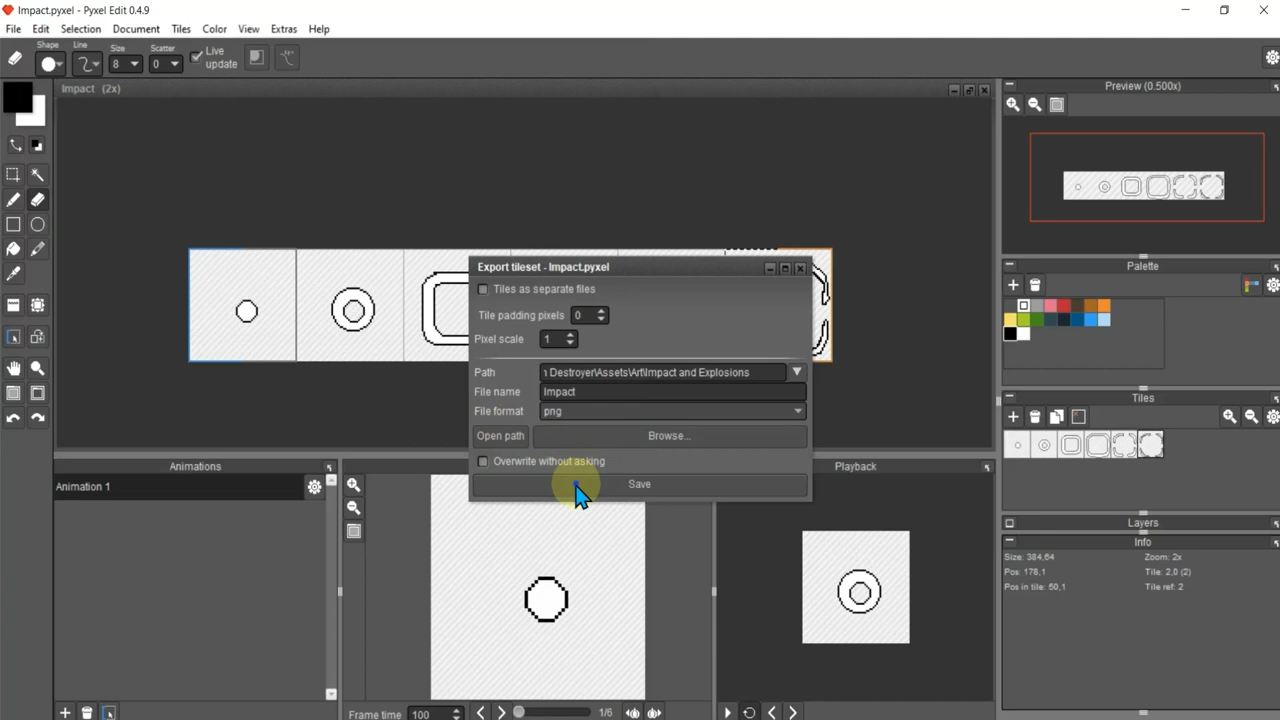 Impact.pyxel - Pyxel Edit 0.4.9
File Edit Selection Document Tiles Color View Extras Help
Shape Line Size Scatter
8 0 Live update
Impact (2x)
Preview (0.500x)
Export tileset - Impact.pyxel
Tiles as separate files
Tile padding pixels 0
Pixel scale 1
Path Destroyer\Assets\Art\Impact and Explosions
File name Impact
File format png
Open path Browse...
Overwrite without asking
Save
Palette
Tiles
Animations
Animation 1
Playback
Layers
Info
Size: 384,64 Zoom: 2x
Pos: 178,1 Tile: 2,0 (2)
Pos in tile: 50,1 Tile ref: 2
Frame time 100 1/6